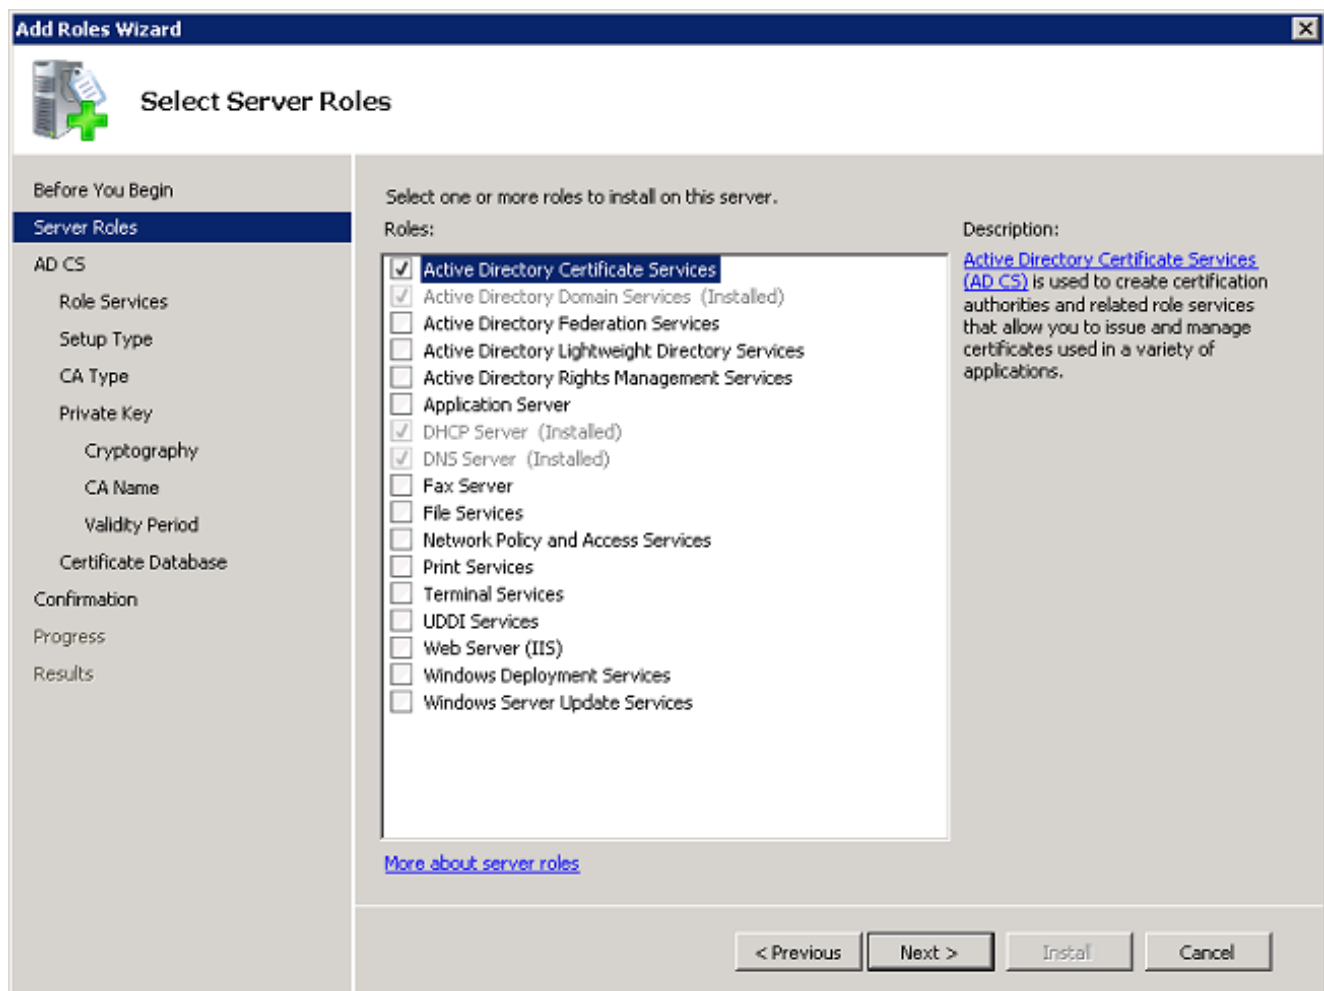 Add Roles Wizard
Select Server Roles
Before You Begin
Server Roles
AD CS
Role Services
Setup Type
CA Type
Private Key
Cryptography
CA Name
Validity Period
Certificate Database
Confirmation
Progress
Results
Select one or more roles to install on this server.
Roles:
Active Directory Certificate Services
Active Directory Domain Services (Installed)
Active Directory Federation Services
Active Directory Lightweight Directory Services
Active Directory Rights Management Services
Application Server
DHCP Server (Installed)
DNS Server (Installed)
Fax Server
File Services
Network Policy and Access Services
Print Services
Terminal Services
UDDI Services
Web Server (IIS)
Windows Deployment Services
Windows Server Update Services
More about server roles
Description:
Active Directory Certificate Services
(AD CS) is used to create certification
authorities and related role services
that allow you to issue and manage
certificates used in a variety of
applications.
< Previous
Next >
Install
Cancel